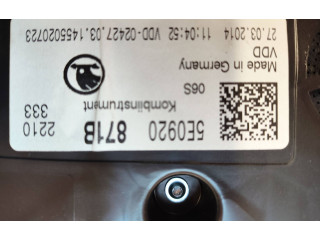 5E0920 871B 2210
Kombiinstrument 333
06S
Made in Germany
VDD
27.03.2014 11:04:52 VDD-02427.03.1455020723